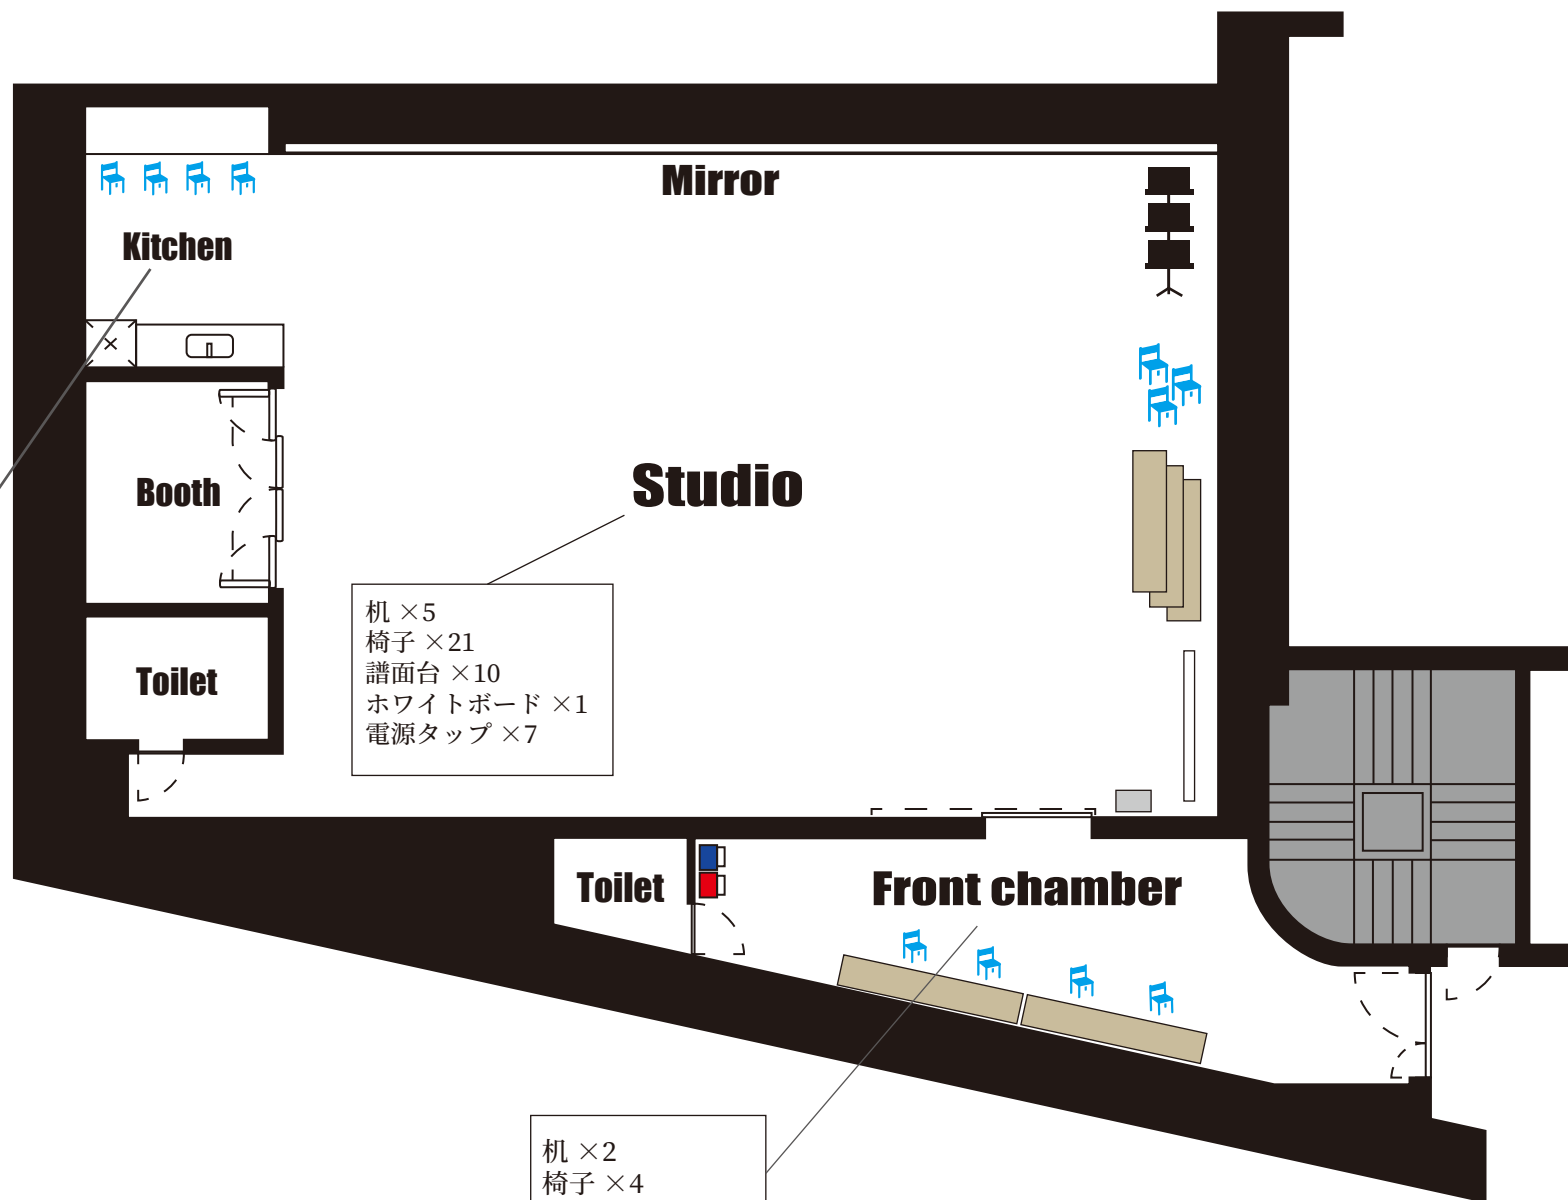 Mirror
Kitchen
Studio
Booth
机 ×5
椅子 ×21
譜面台 ×10
ホワイトボード ×1
電源タップ ×7
Toilet
Toilet
Front chamber
机 ×2
椅子 ×4